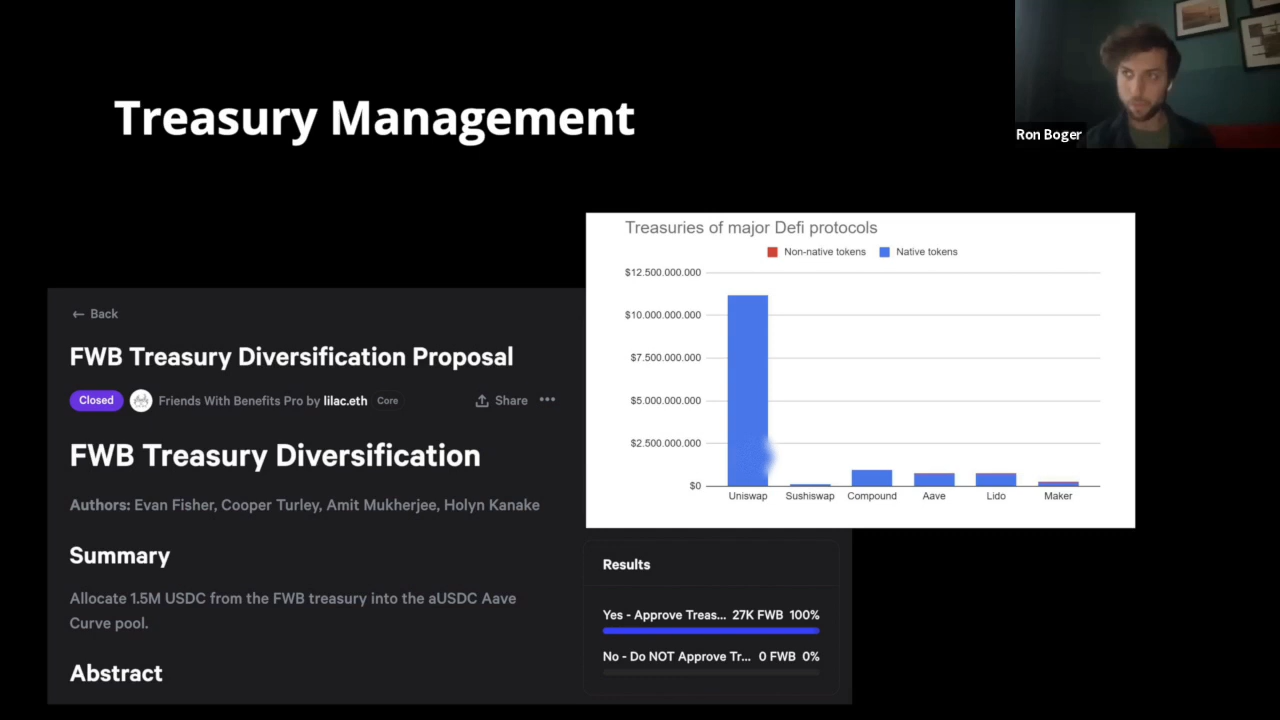 Treasury Management
Ron Boger
Treasuries of major Defi protocols
Non-native tokens Native tokens
$12.500.000.000
$10.000.000.000
$7.500.000.000
$5.000.000.000
$2.500.000.000
$0
Uniswap Sushiswap Compound Aave Lido Maker
← Back
FWB Treasury Diversification Proposal
Closed Friends With Benefits Pro by lilac.eth Core Share •••
FWB Treasury Diversification
Authors: Evan Fisher, Cooper Turley, Amit Mukherjee, Holyn Kanake
Summary
Allocate 1.5M USDC from the FWB treasury into the aUSDC Aave
Curve pool.
Abstract
Results
Yes - Approve Treas... 27K FWB 100%
No - Do NOT Approve Tr... 0 FWB 0%